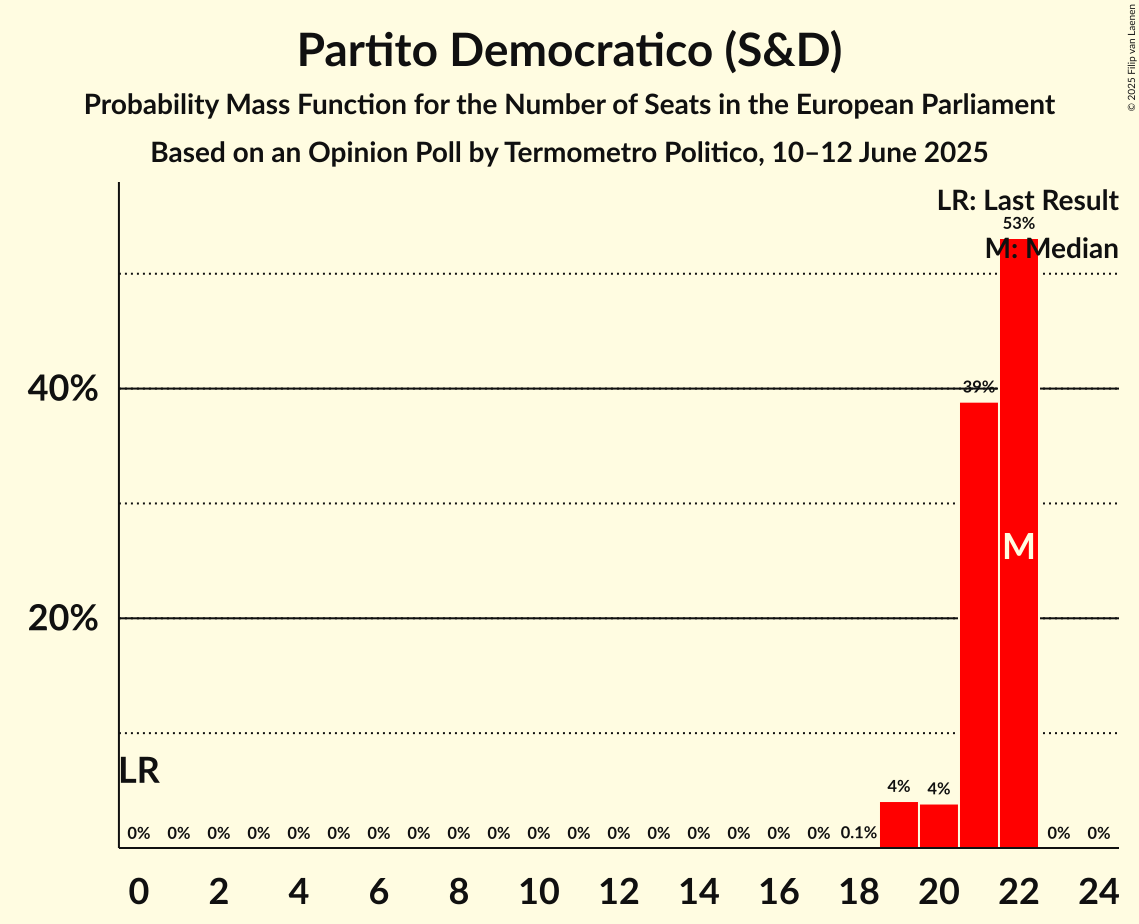 Partito Democratico (S&D)
Probability Mass Function for the Number of Seats in the European Parliament
Based on an Opinion Poll by Termometro Politico, 10–12 June 2025
© 2025 Filip van Laenen
LR: Last Result
53%
M: Median
40%
39%
M
20%
LR
4%
4%
0% 0% 0% 0% 0% 0% 0% 0% 0% 0% 0% 0% 0% 0% 0% 0% 0% 0% 0.1% 0% 0%
0 2 4 6 8 10 12 14 16 18 20 22 24